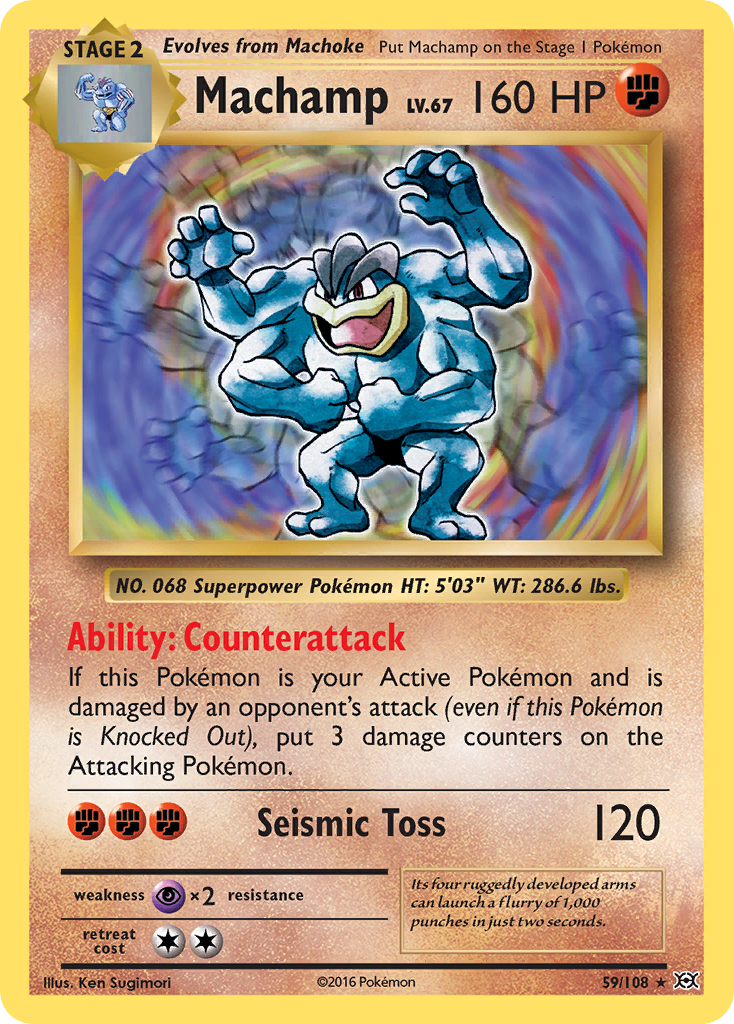 STAGE 2 Evolves from Machoke Put Machamp on the Stage 1 Pokémon
Machamp LV.67 160 HP
NO. 068 Superpower Pokémon HT: 5'03" WT: 286.6 lbs.
Ability: Counterattack
If this Pokémon is your Active Pokémon and is
damaged by an opponent's attack (even if this Pokémon
is Knocked Out), put 3 damage counters on the
Attacking Pokémon.
Seismic Toss 120
weakness ×2 resistance
retreat
cost
Its four ruggedly developed arms
can launch a flurry of 1,000
punches in just two seconds.
Illus. Ken Sugimori ©2016 Pokémon 59/108 ★